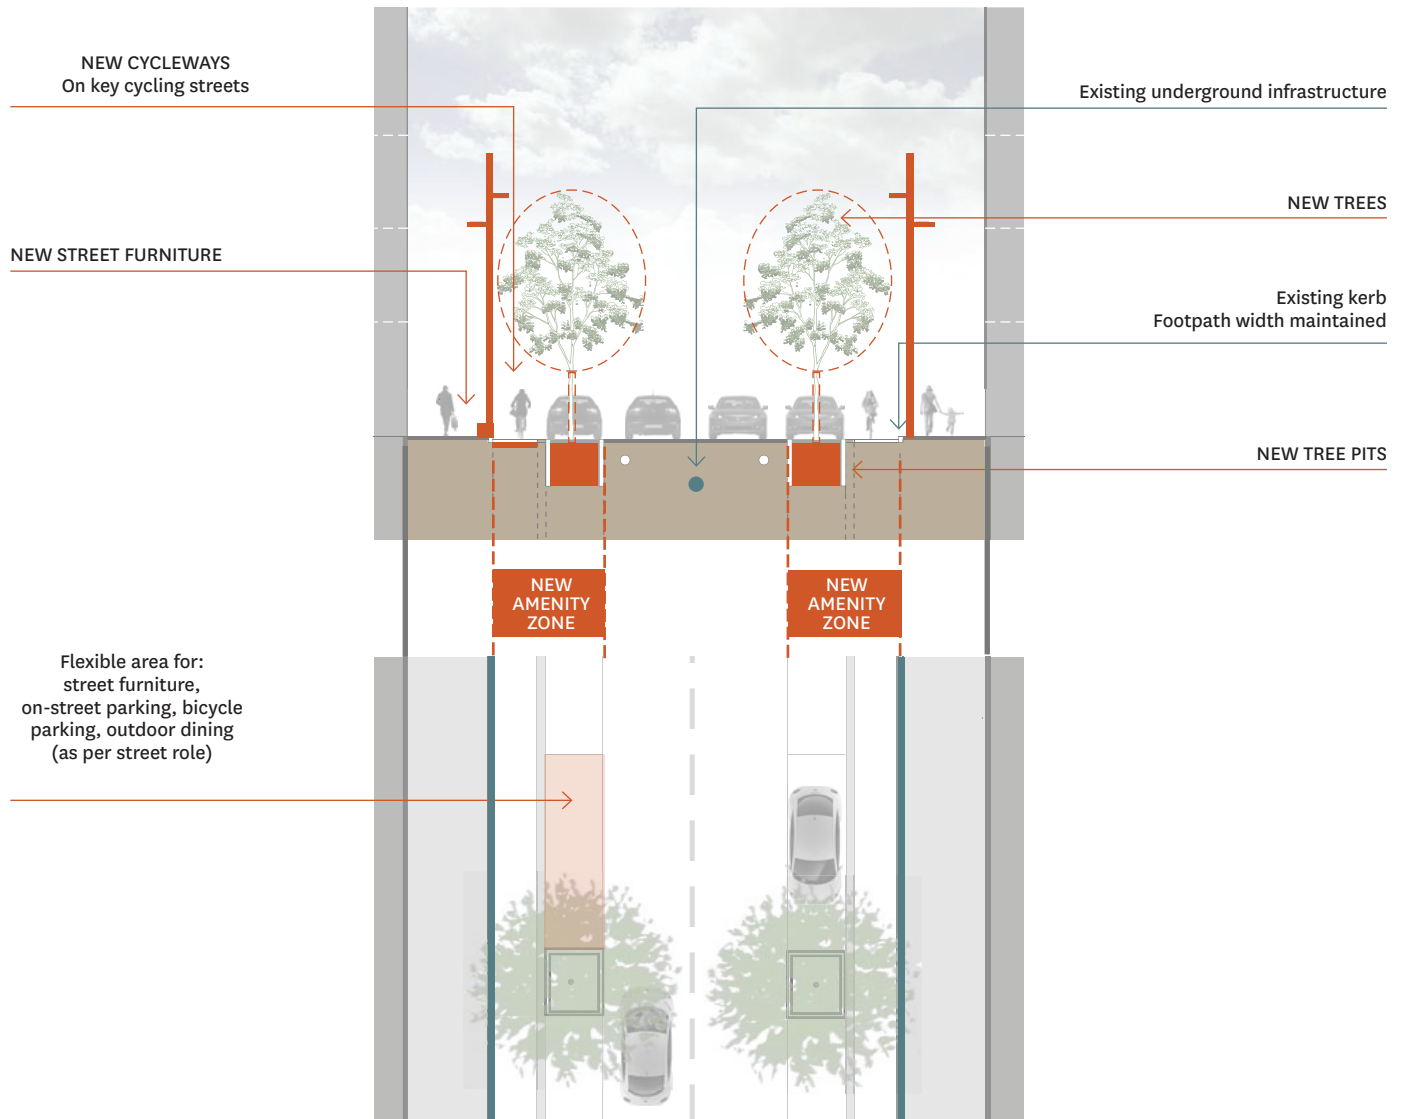 NEW CYCLEWAYS
On key cycling streets
Existing underground infrastructure
NEW TREES
NEW STREET FURNITURE
Existing kerb
Footpath width maintained
NEW TREE PITS
NEW
AMENITY
ZONE
NEW
AMENITY
ZONE
Flexible area for:
street furniture,
on-street parking, bicycle
parking, outdoor dining
(as per street role)